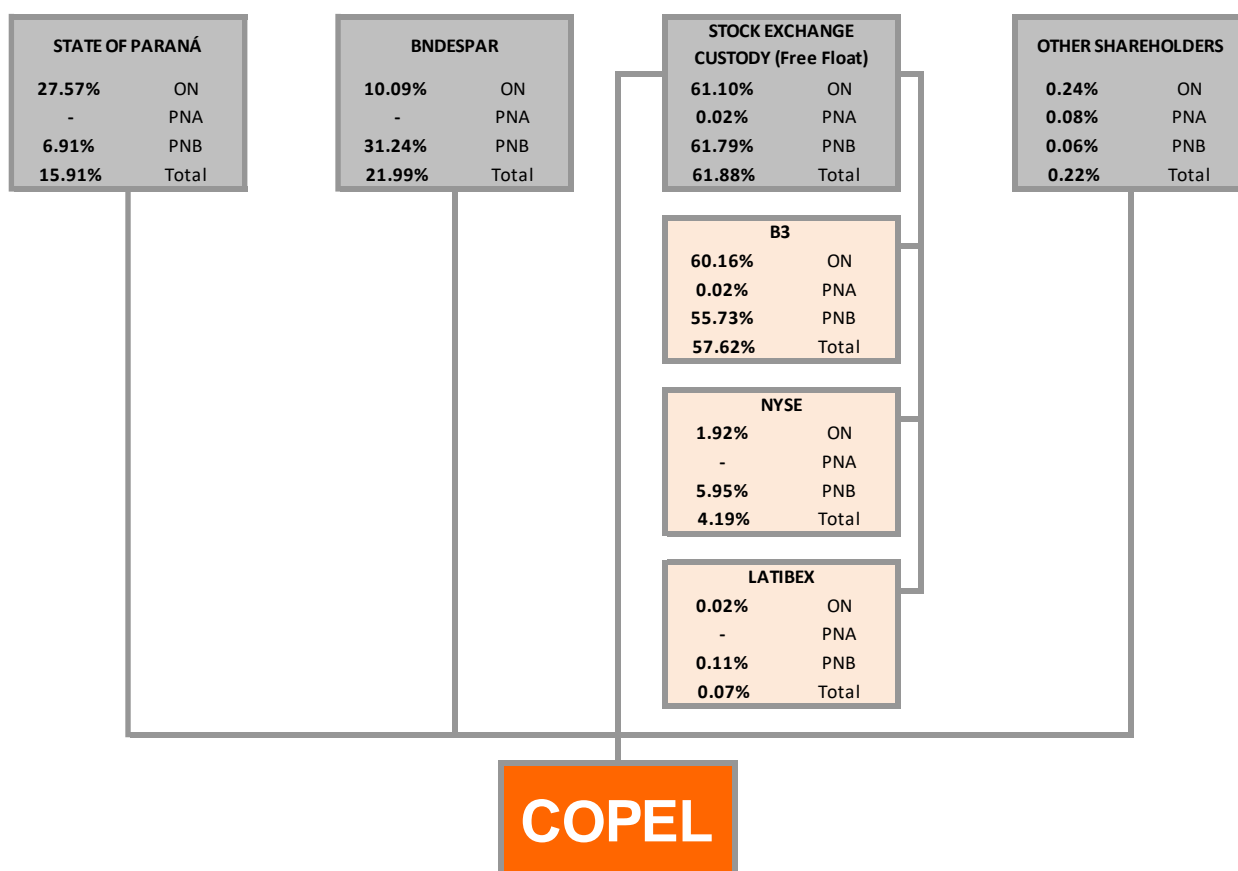 STATE OF PARANÁ
27.57% ON
- PNA
6.91% PNB
15.91% Total
BNDESPAR
10.09% ON
- PNA
31.24% PNB
21.99% Total
STOCK EXCHANGE
CUSTODY (Free Float)
61.10% ON
0.02% PNA
61.79% PNB
61.88% Total
OTHER SHAREHOLDERS
0.24% ON
0.08% PNA
0.06% PNB
0.22% Total
B3
60.16% ON
0.02% PNA
55.73% PNB
57.62% Total
NYSE
1.92% ON
- PNA
5.95% PNB
4.19% Total
LATIBEX
0.02% ON
- PNA
0.11% PNB
0.07% Total
COPEL